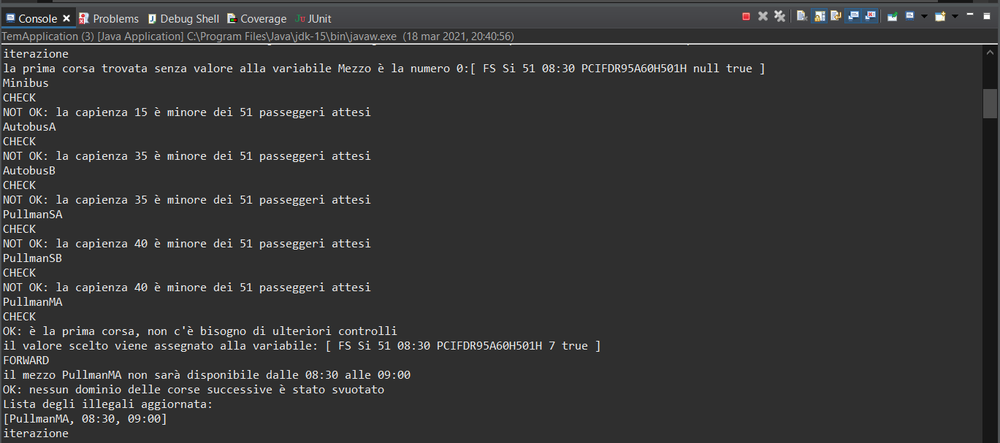 Console Problems Debug Shell Coverage JUnit
TemApplication (3) [Java Application] C:\Program Files\Java\jdk-15\bin\javaw.exe (18 mar 2021, 20:40:56)
iterazione
la prima corsa trovata senza valore alla variabile Mezzo è la numero 0:[ FS Si 51 08:30 PCIFDR95A60H501H null true ]
Minibus
CHECK
NOT OK: la capienza 15 è minore dei 51 passeggeri attesi
AutobusA
CHECK
NOT OK: la capienza 35 è minore dei 51 passeggeri attesi
AutobusB
CHECK
NOT OK: la capienza 35 è minore dei 51 passeggeri attesi
PullmanSA
CHECK
NOT OK: la capienza 40 è minore dei 51 passeggeri attesi
PullmanSB
CHECK
NOT OK: la capienza 40 è minore dei 51 passeggeri attesi
PullmanMA
CHECK
OK: è la prima corsa, non c'è bisogno di ulteriori controlli
il valore scelto viene assegnato alla variabile: [ FS Si 51 08:30 PCIFDR95A60H501H 7 true ]
FORWARD
il mezzo PullmanMA non sarà disponibile dalle 08:30 alle 09:00
OK: nessun dominio delle corse successive è stato svuotato
Lista degli illegali aggiornata:
[PullmanMA, 08:30, 09:00]
iterazione